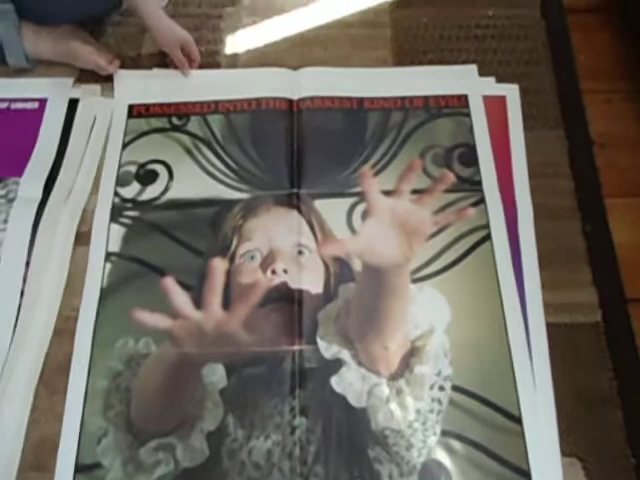 POSSESSED INTO THE DARKEST KIND OF EVIL!